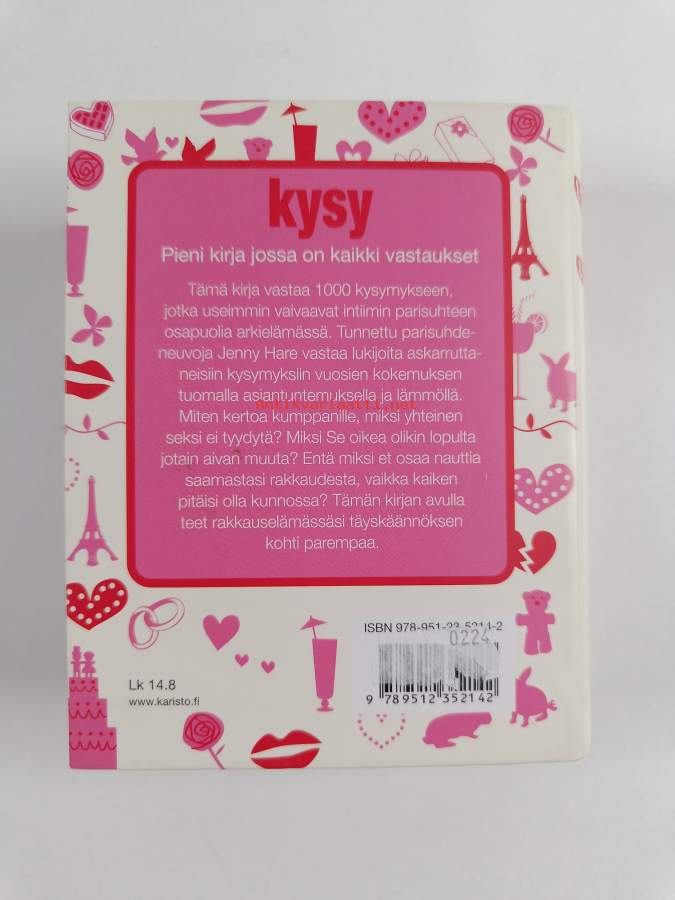 kysy
Pieni kirja jossa on kaikki vastaukset
Tämä kirja vastaa 1000 kysymykseen,
jotka useimmin vaivaavat intiimin parisuhteen
osapuolia arkielämässä. Tunnettu parisuhde-
neuvoja Jenny Hare vastaa lukijoita askarrutta-
neisiin kysymyksiin vuosien kokemuksen
tuomalla asiantuntemuksella ja lämmöllä.
antikvariaatti.net
Miten kertoa kumppanille, miksi yhteinen
seksi ei tyydytä? Miksi Se oikea olikin lopulta
jotain aivan muuta? Entä miksi et osaa nauttia
saamastasi rakkaudesta, vaikka kaiken
pitäisi olla kunnossa? Tämän kirjan avulla
teet rakkauselämässäsi täyskäännöksen
kohti parempaa.
ISBN 978-951-23-5214-2
0224
9 789512 352142
Lk 14.8
www.karisto.fi